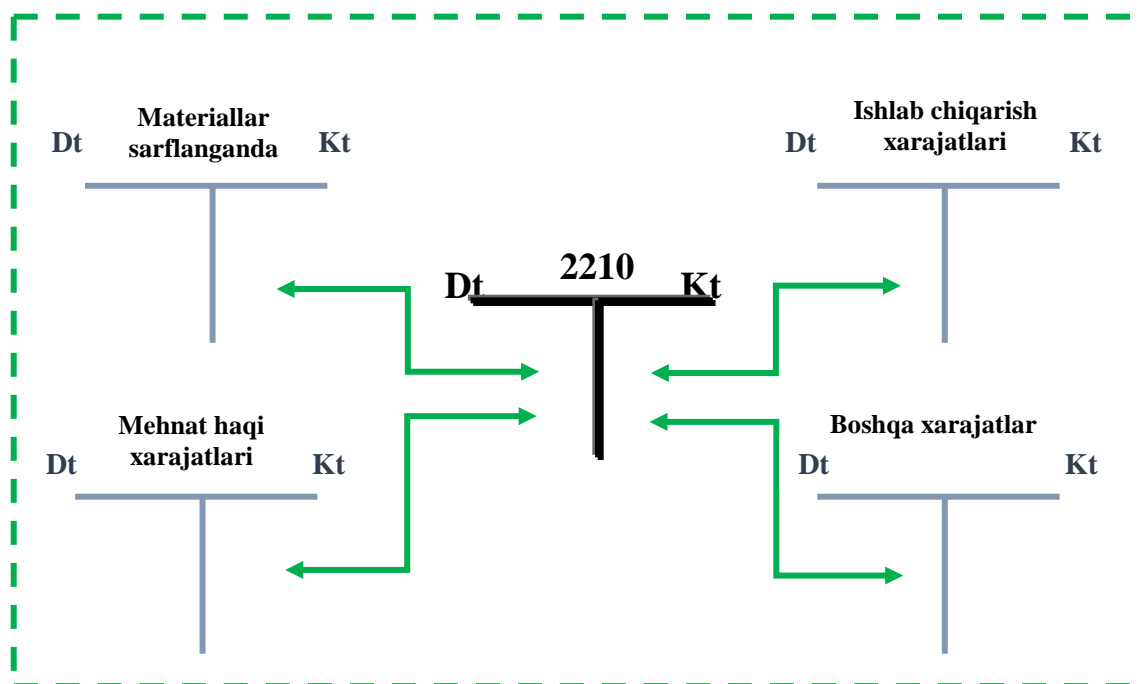 Materiallar
sarflanganda
Dt
Kt
Ishlab chiqarish
xarajatlari
Dt
Kt
2210
Dt
Kt
Mehnat haqi
xarajatlari
Dt
Kt
Boshqa xarajatlar
Dt
Kt